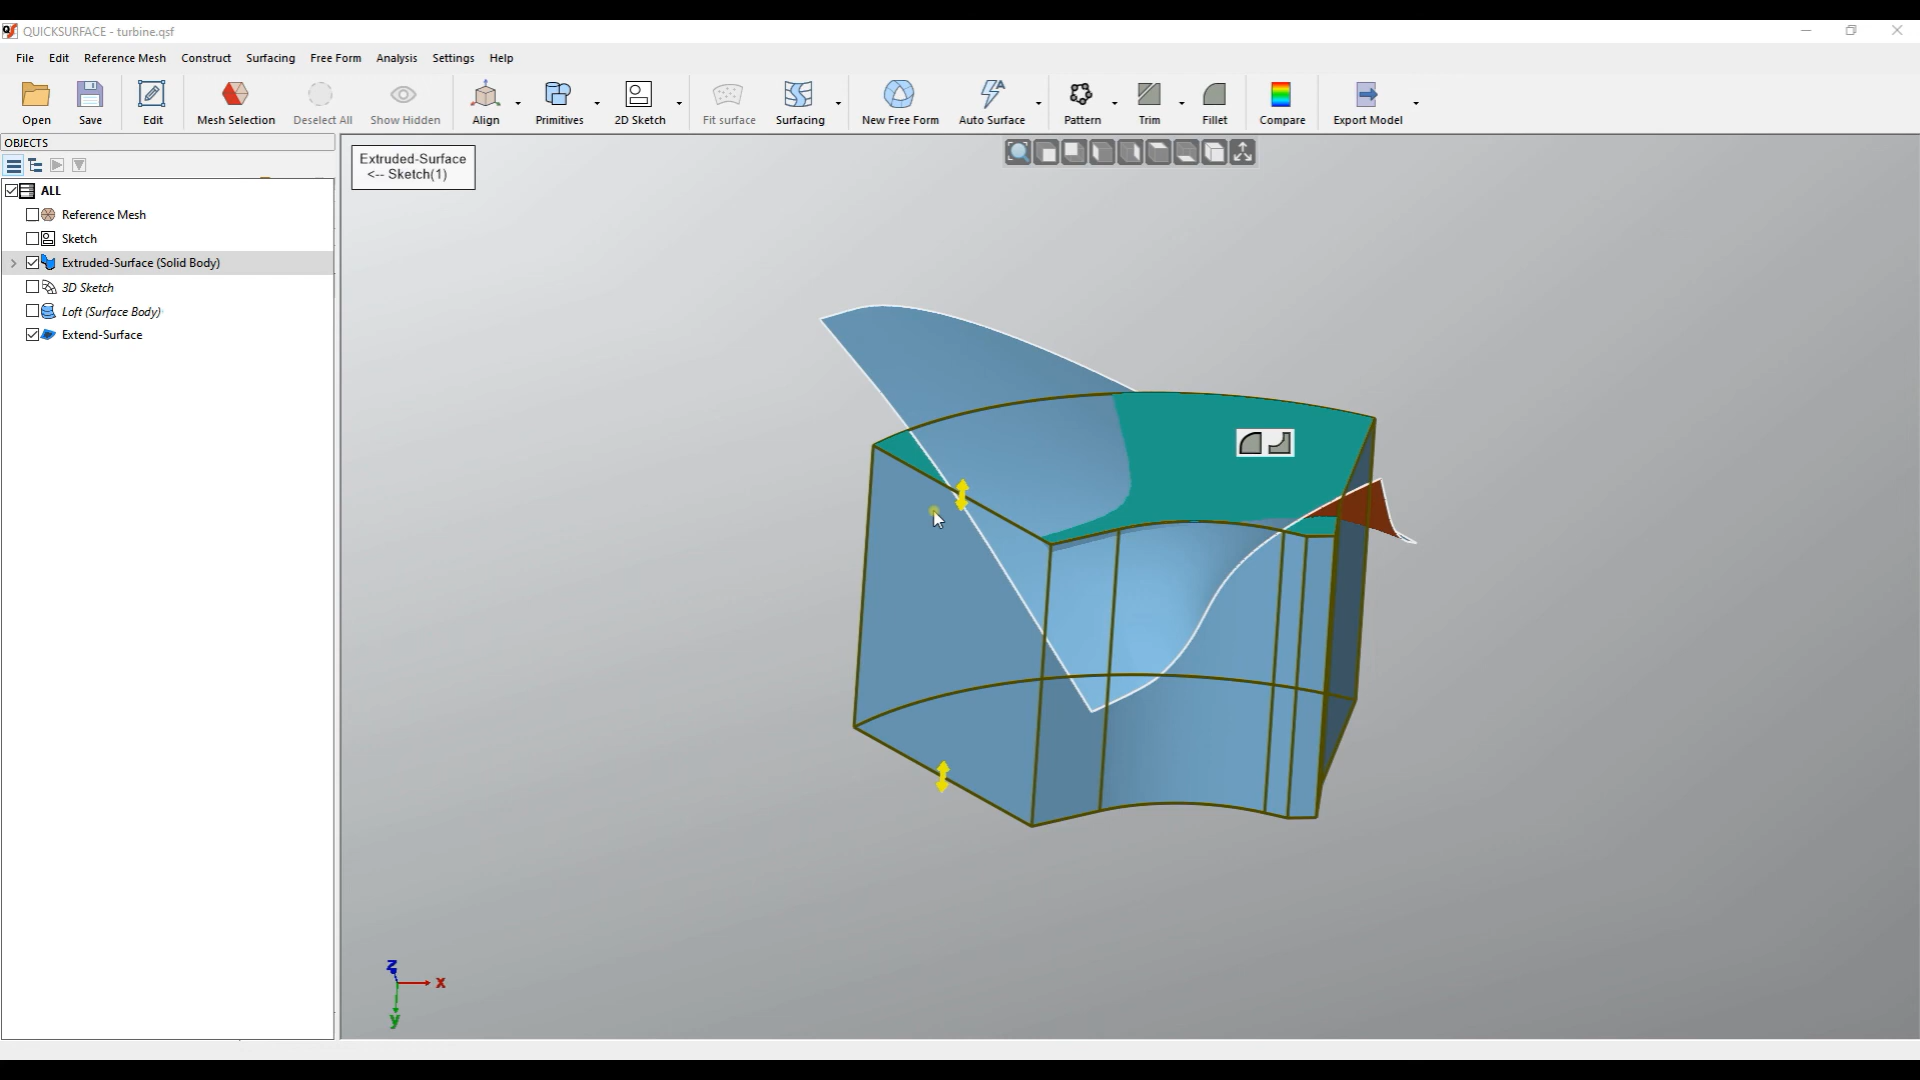 QUICKSURFACE - turbine.qsf
File Edit Reference Mesh Construct Surfacing Free Form Analysis Settings Help
Open Save Edit Mesh Selection Deselect All Show Hidden Align Primitives 2D Sketch Fit surface Surfacing New Free Form Auto Surface Pattern Trim Fillet Compare Export Model
OBJECTS
ALL
Reference Mesh
Sketch
Extruded-Surface (Solid Body)
3D Sketch
Loft (Surface Body)
Extend-Surface
Extruded-Surface
<-- Sketch(1)
z
x
y